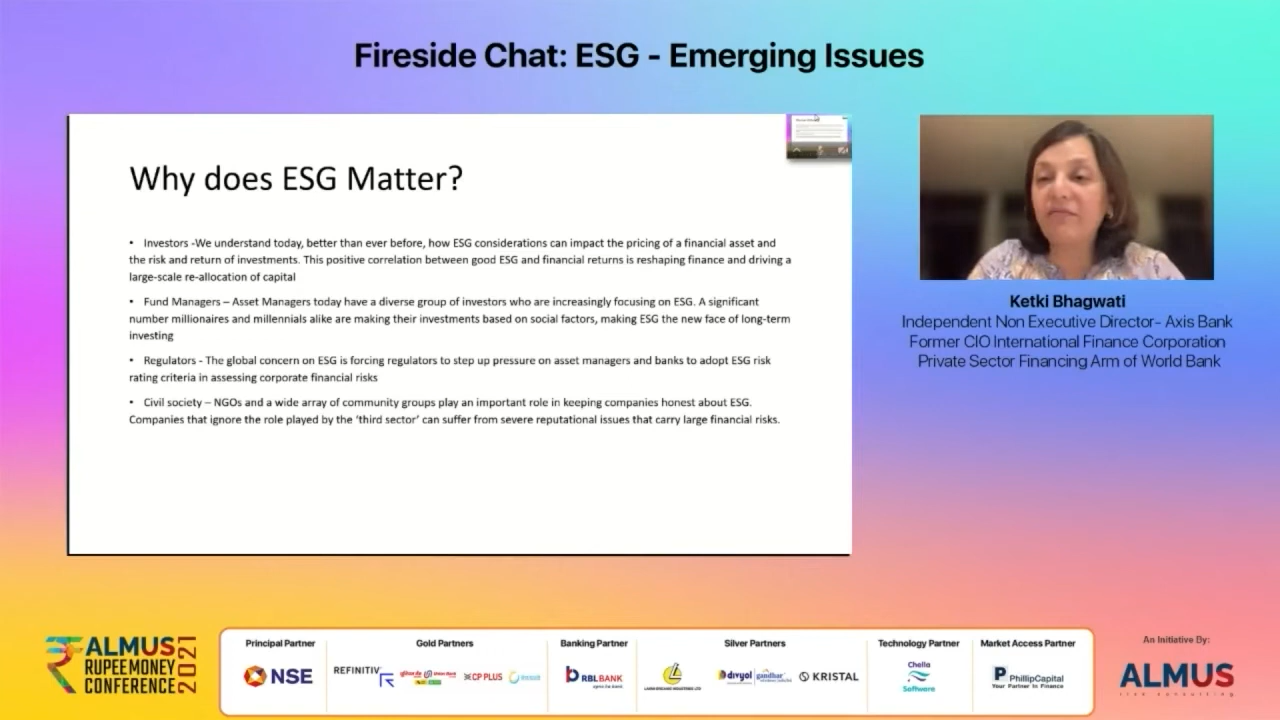 Fireside Chat: ESG - Emerging Issues
Why does ESG Matter?
• Investors -We understand today, better than ever before, how ESG considerations can impact the pricing of a financial asset and
the risk and return of investments. This positive correlation between good ESG and financial returns is reshaping finance and driving a
large-scale re-allocation of capital
• Fund Managers – Asset Managers today have a diverse group of investors who are increasingly focusing on ESG. A significant
number millionaires and millennials alike are making their investments based on social factors, making ESG the new face of long-term
investing
• Regulators - The global concern on ESG is forcing regulators to step up pressure on asset managers and banks to adopt ESG risk
rating criteria in assessing corporate financial risks
• Civil society – NGOs and a wide array of community groups play an important role in keeping companies honest about ESG.
Companies that ignore the role played by the ‘third sector’ can suffer from severe reputational issues that carry large financial risks.
Ketki Bhagwati
Independent Non Executive Director- Axis Bank
Former CIO International Finance Corporation
Private Sector Financing Arm of World Bank
ALMUS
RUPEE MONEY
CONFERENCE
2021
Principal Partner
NSE
Gold Partners
REFINITIV
CP PLUS
Banking Partner
RBLBANK
Silver Partners
divyol
gandhar
KRISTAL
Technology Partner
Chella
Software
Market Access Partner
PhillipCapital
Your Partner In Finance
An Initiative By:
ALMUS